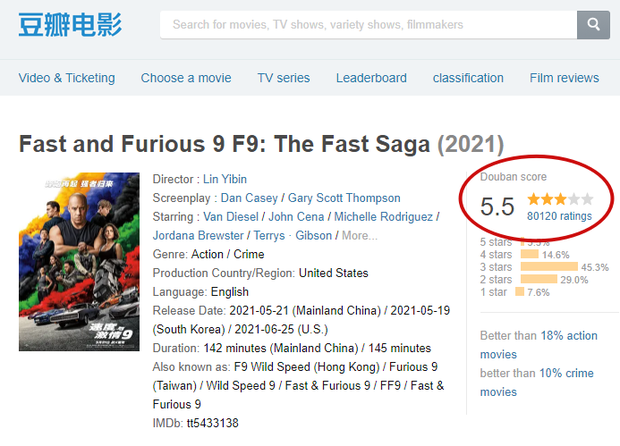 豆瓣电影
Search for movies, TV shows, variety shows, filmmakers
Video & Ticketing Choose a movie TV series Leaderboard classification Film reviews
Fast and Furious 9 F9: The Fast Saga (2021)
强者归来
速度与
激情9
Director : Lin Yibin
Screenplay : Dan Casey / Gary Scott Thompson
Starring : Van Diesel / John Cena / Michelle Rodriguez /
Jordana Brewster / Terrys · Gibson / More...
Genre: Action / Crime
Production Country/Region: United States
Language: English
Release Date: 2021-05-21 (Mainland China) / 2021-05-19
(South Korea) / 2021-06-25 (U.S.)
Duration: 142 minutes (Mainland China) / 145 minutes
Also known as: F9 Wild Speed (Hong Kong) / Furious 9
(Taiwan) / Wild Speed 9 / Fast & Furious 9 / FF9 / Fast &
Furious 9
IMDb: tt5433138
Douban score
5.5
80120 ratings
5 stars
4 stars 14.6%
3 stars 45.3%
2 stars 29.0%
1 star 7.6%
Better than 18% action
movies
better than 10% crime
movies